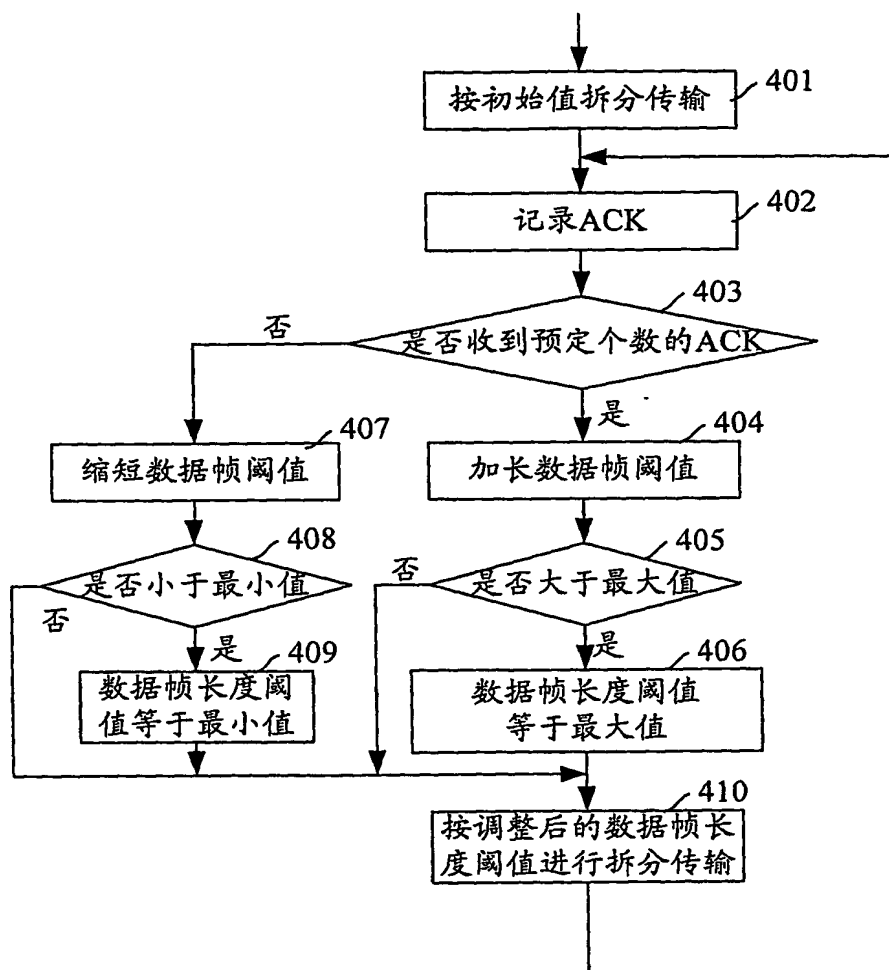 401
按初始值拆分传输
402
记录ACK
403
是否收到预定个数的ACK
否
是
407
缩短数据帧阈值
404
加长数据帧阈值
408
是否小于最小值
否
是
405
是否大于最大值
否
是
409
数据帧长度阈
值等于最小值
406
数据帧长度阈值
等于最大值
410
按调整后的数据帧长
度阈值进行拆分传输